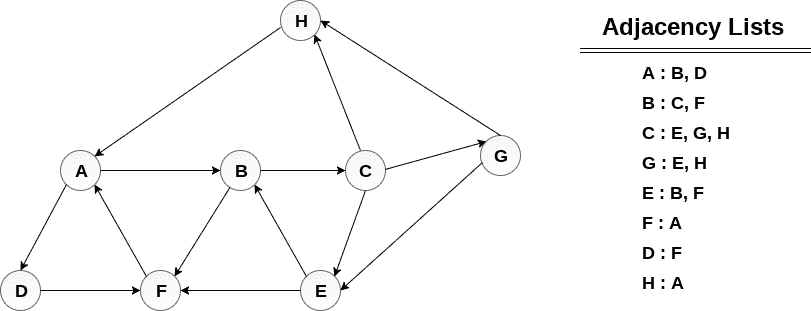 H
Adjacency Lists
A : B, D
B : C, F
C : E, G, H
G : E, H
E : B, F
F : A
D : F
H : A
A
B
C
G
D
F
E